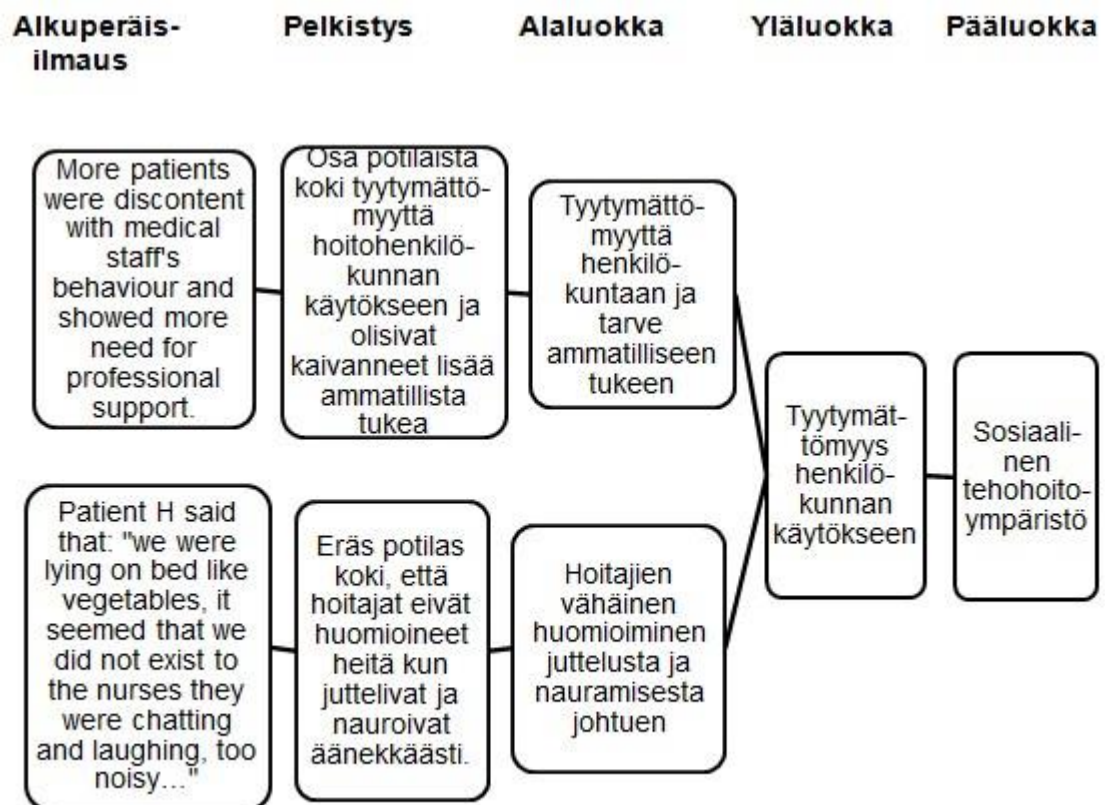 Alkuperäis-
ilmaus
Pelkistys
Alaluokka
Yläluokka
Pääluokka
More patients
were discontent
with medical
staff's
behaviour and
showed more
need for
professional
support.
Osa potilaista
koki tyytymättö-
myyttä
hoitohenkilö-
kunnan
käytökseen ja
olisivat
kaivanneet lisää
ammatillista
tukea
Tyytymättö-
myyttä
henkilö-
kuntaan ja
tarve
ammatilliseen
tukeen
Patient H said
that: "we were
lying on bed like
vegetables, it
seemed that we
did not exist to
the nurses they
were chatting
and laughing, too
noisy…"
Eräs potilas
koki, että
hoitajat eivät
huomioineet
heitä kun
juttelivat ja
nauroivat
äänekkäästi.
Hoitajien
vähäinen
huomioiminen
juttelusta ja
nauramisesta
johtuen
Tyytymät-
tömyys
henkilö-
kunnan
käytökseen
Sosiaali-
nen
tehohoito-
ympäristö